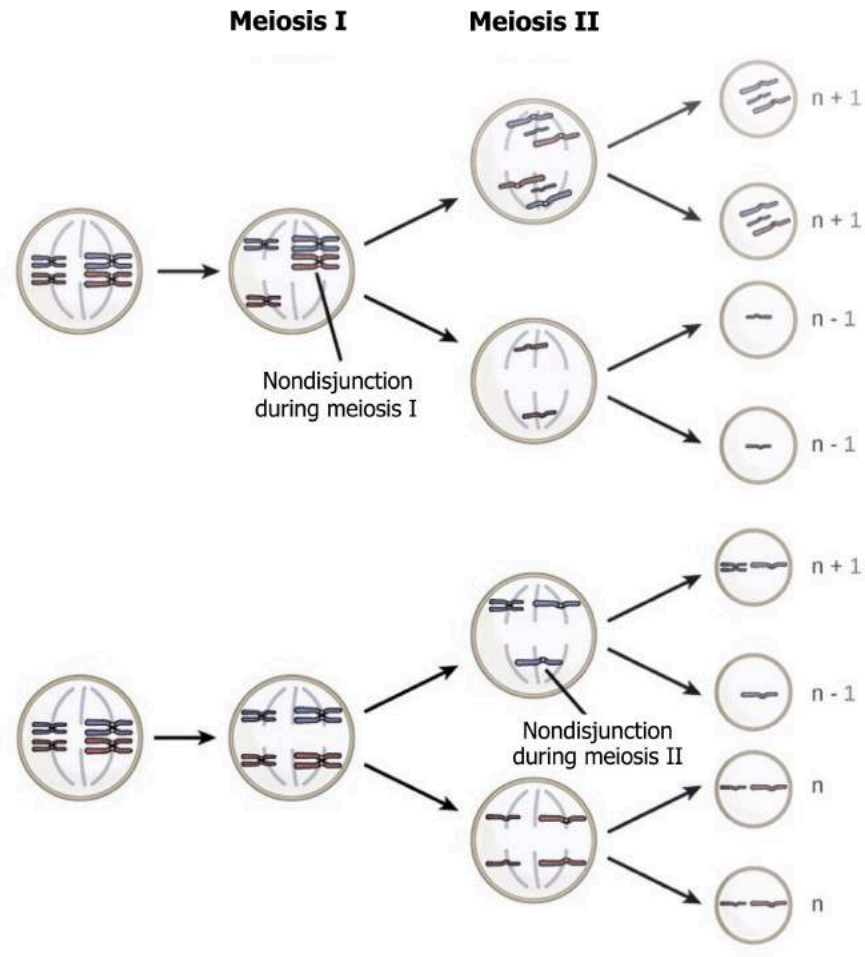 Meiosis I
Meiosis II
n + 1
n + 1
n - 1
Nondisjunction
during meiosis I
n - 1
n + 1
n - 1
Nondisjunction
during meiosis II
n
n